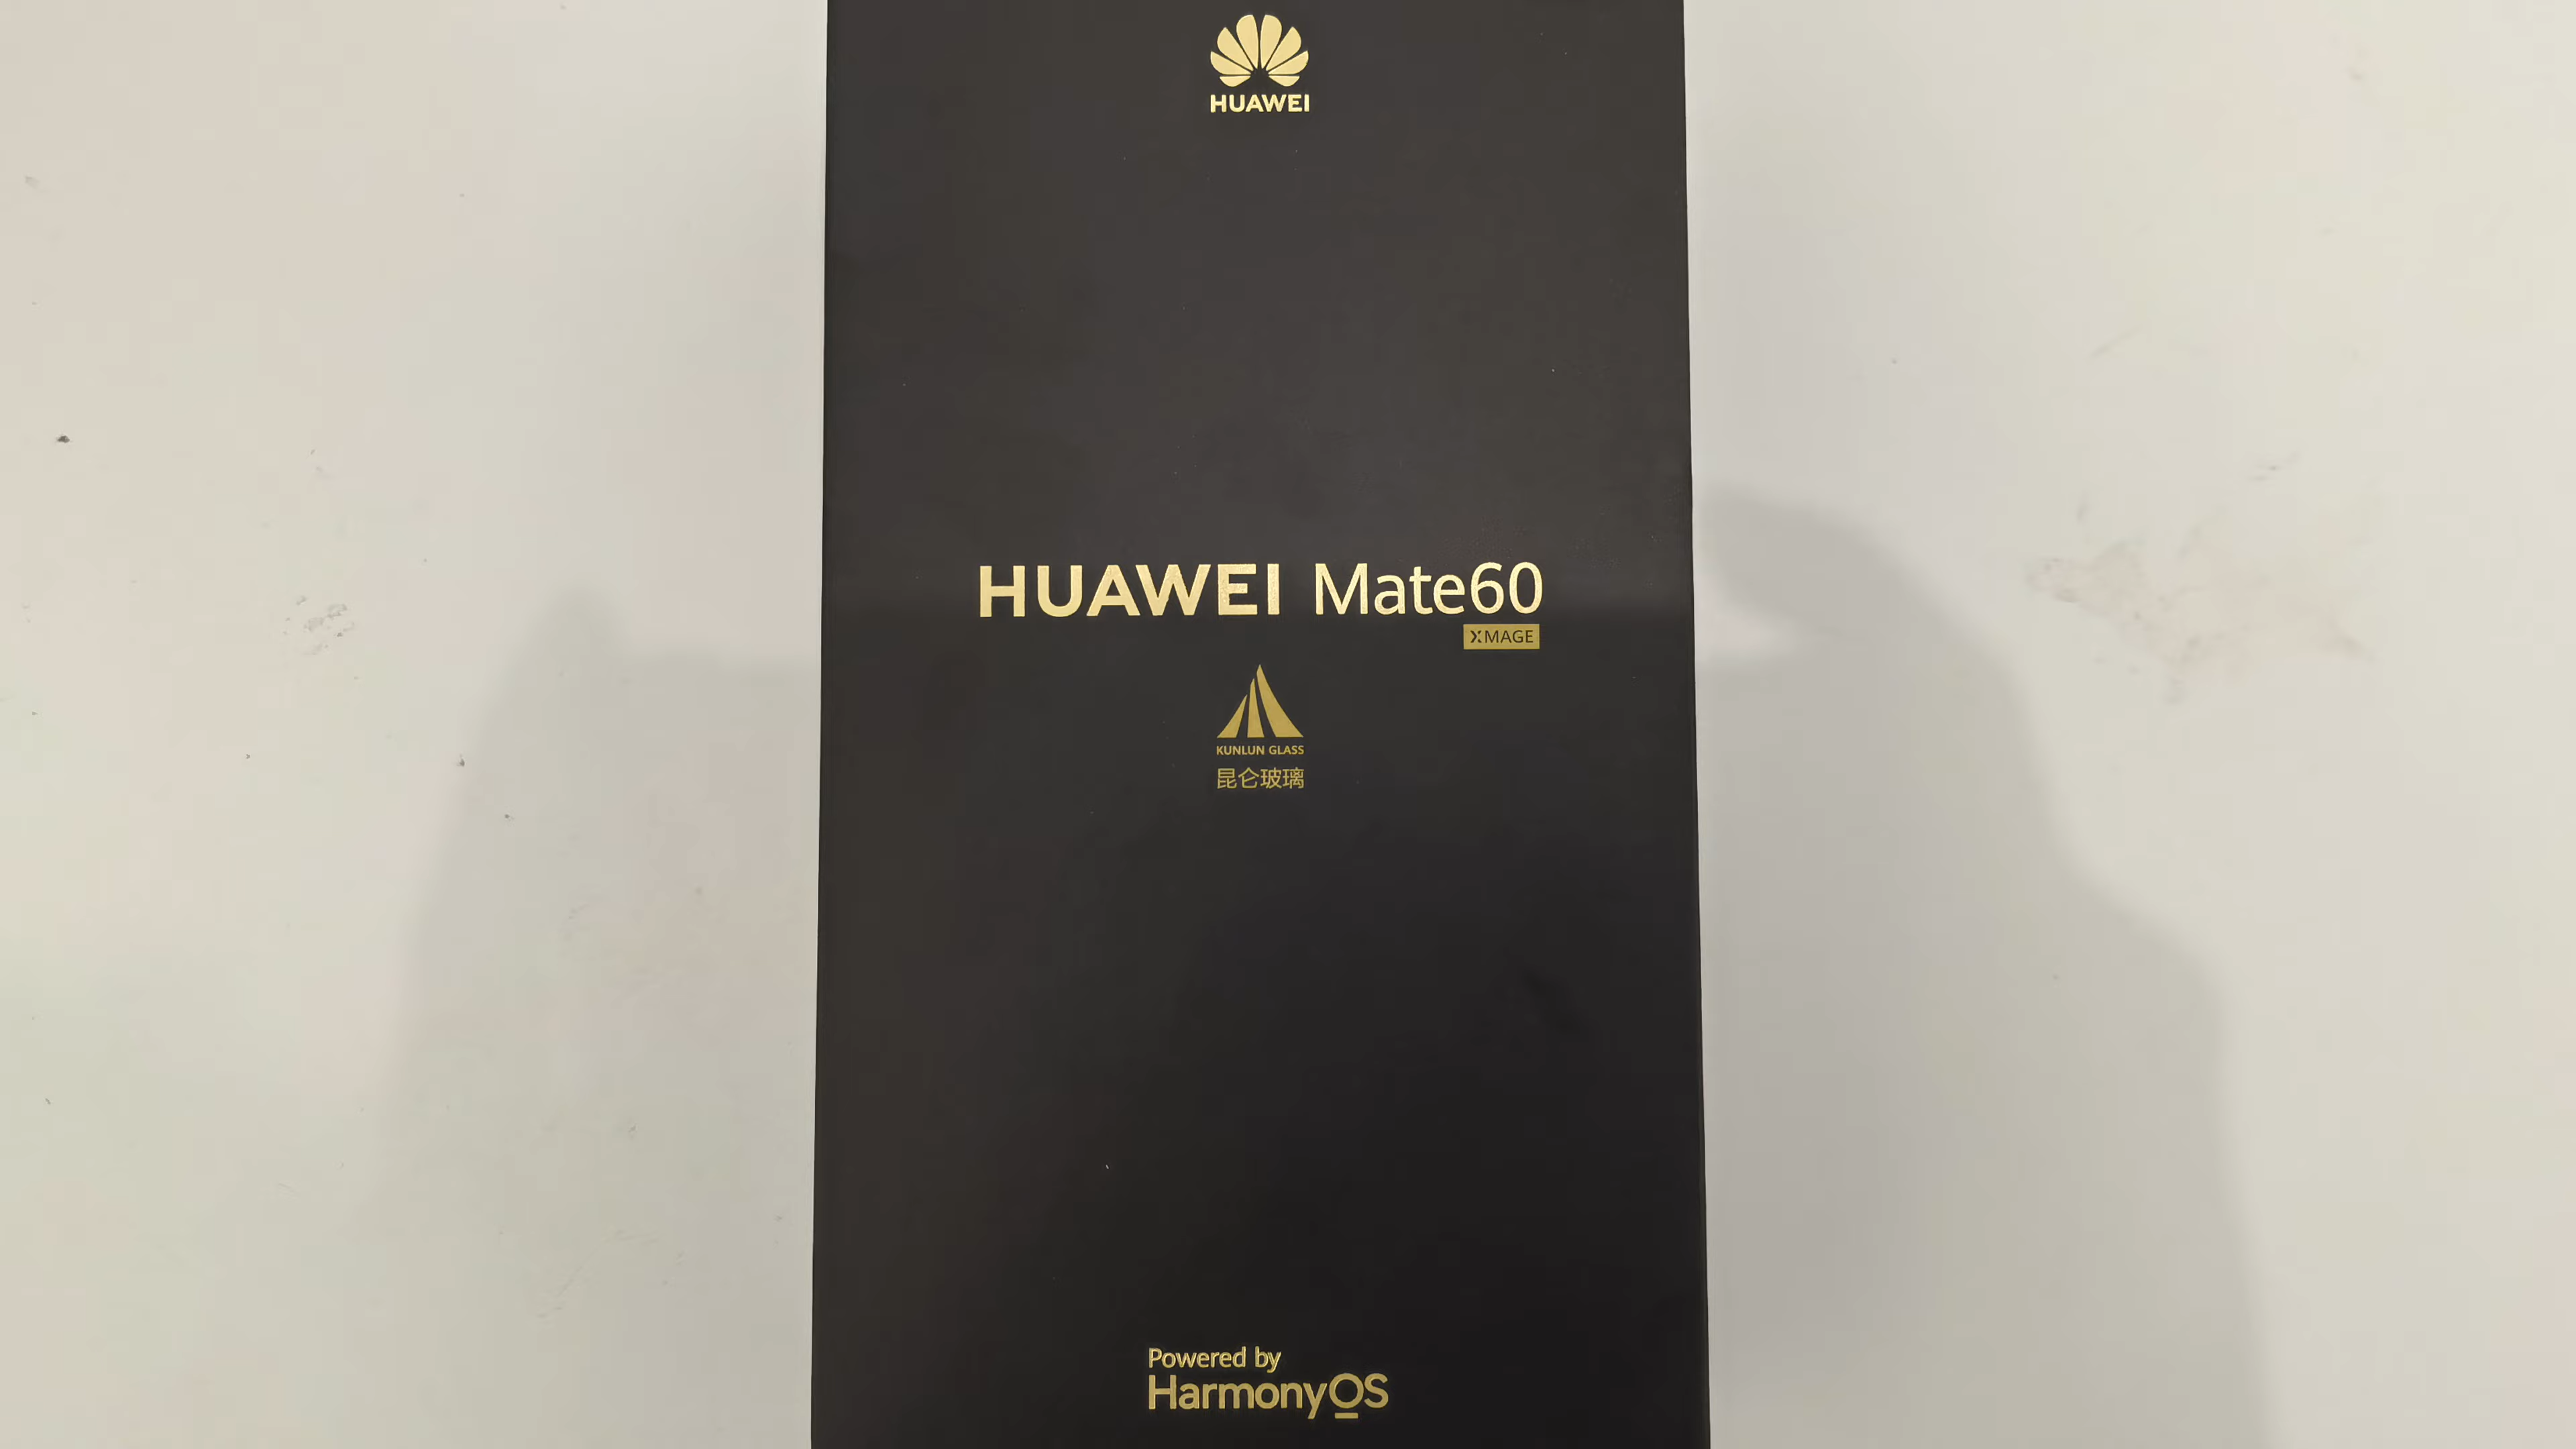 HUAWEI
HUAWEI Mate60
XMAGE
KUNLUN GLASS
昆仑玻璃
Powered by
HarmonyOS